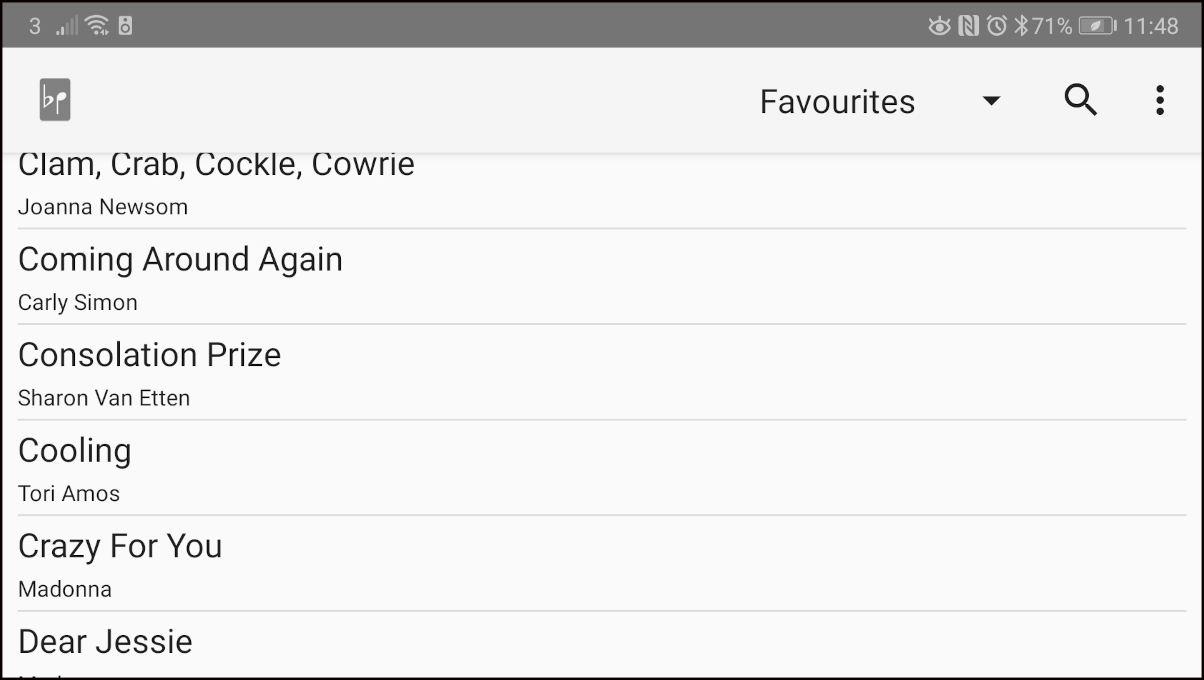 3 71% 11:48
bp Favourites
Clam, Crab, Cockle, Cowrie
Joanna Newsom
Coming Around Again
Carly Simon
Consolation Prize
Sharon Van Etten
Cooling
Tori Amos
Crazy For You
Madonna
Dear Jessie